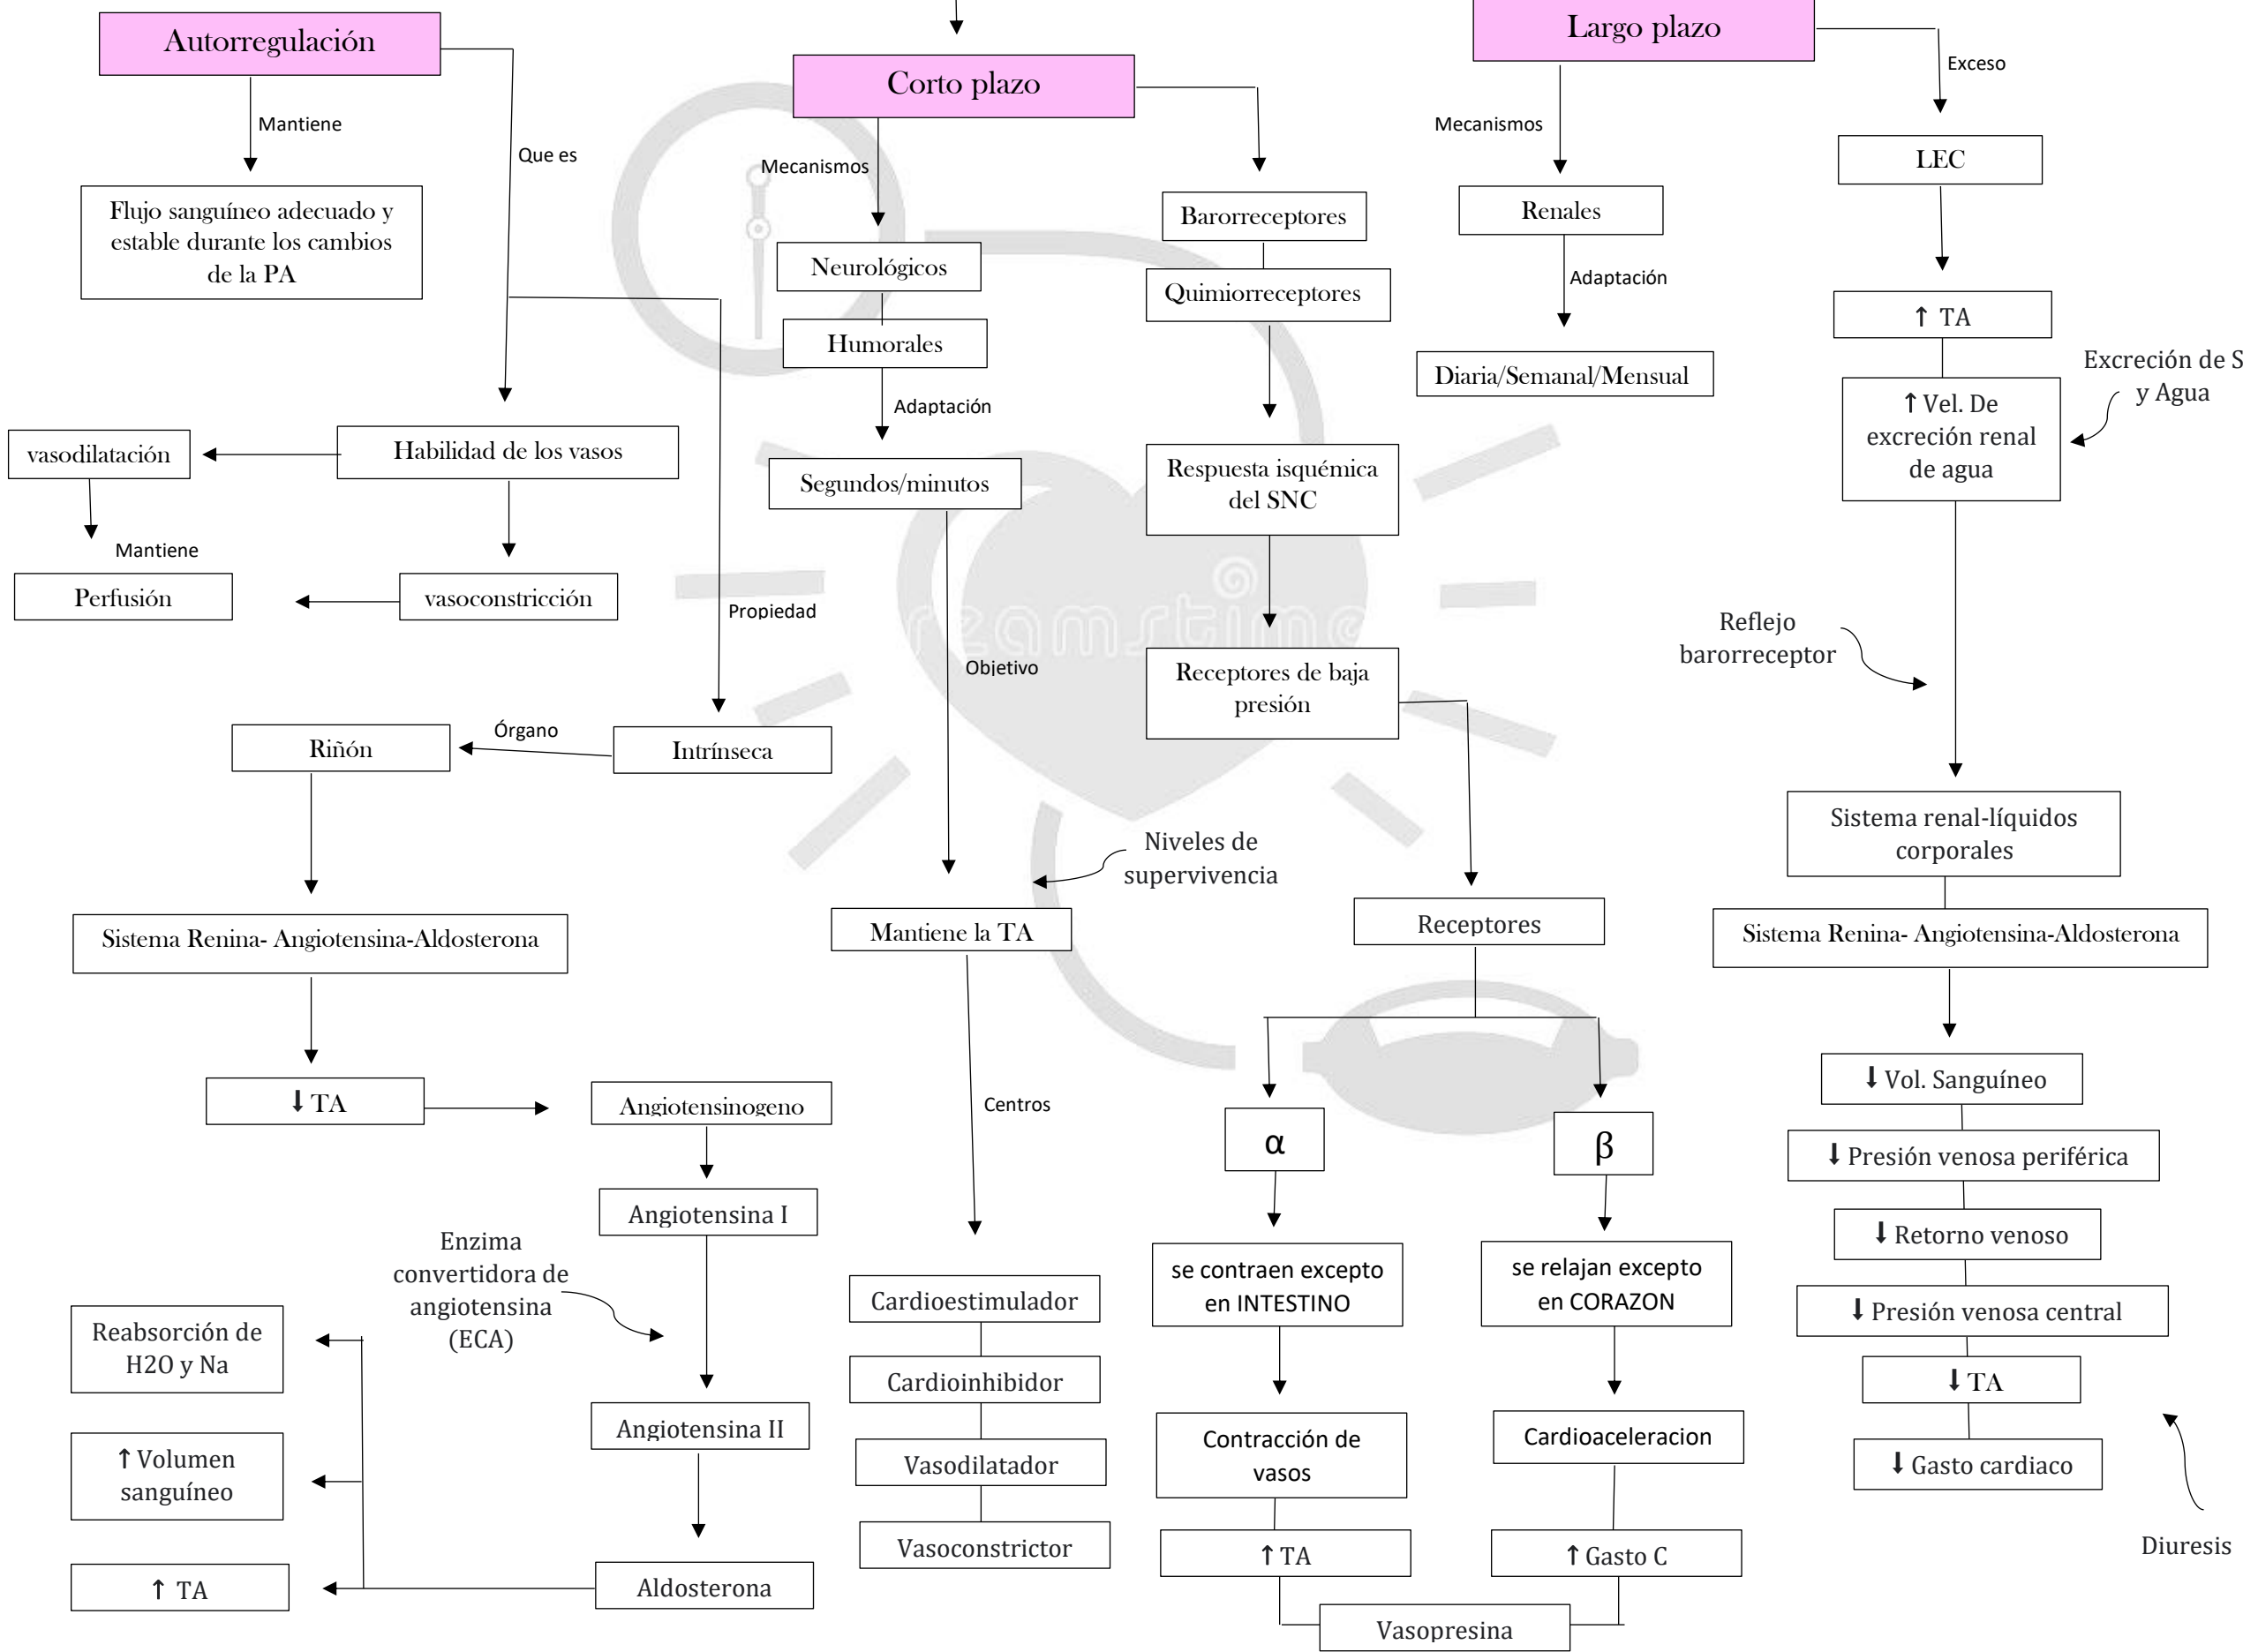 Autorregulación
Mantiene
Que es
Flujo sanguíneo adecuado y
estable durante los cambios
de la PA
vasodilatación
Habilidad de los vasos
Mantiene
Perfusión
vasoconstricción
Propiedad
Riñón
Órgano
Intrínseca
Sistema Renina- Angiotensina-Aldosterona
↓ TA
Angiotensinogeno
Angiotensina I
Enzima
convertidora de
angiotensina
(ECA)
Angiotensina II
Aldosterona
Reabsorción de
H2O y Na
↑ Volumen
sanguíneo
↑ TA
Corto plazo
Mecanismos
Neurológicos
Humorales
Adaptación
Segundos/minutos
Objetivo
Niveles de
supervivencia
Mantiene la TA
Centros
Cardioestimulador
Cardioinhibidor
Vasodilatador
Vasoconstrictor
Barorreceptores
Quimiorreceptores
Respuesta isquémica
del SNC
Receptores de baja
presión
Receptores
α
β
se contraen excepto
en INTESTINO
se relajan excepto
en CORAZON
Contracción de
vasos
Cardioaceleracion
↑ TA
↑ Gasto C
Vasopresina
Largo plazo
Mecanismos
Exceso
Renales
Adaptación
Diaria/Semanal/Mensual
LEC
↑ TA
↑ Vel. De
excreción renal
de agua
Excreción de S
y Agua
Reflejo
barorreceptor
Sistema renal-líquidos
corporales
Sistema Renina- Angiotensina-Aldosterona
↓ Vol. Sanguíneo
↓ Presión venosa periférica
↓ Retorno venoso
↓ Presión venosa central
↓ TA
↓ Gasto cardiaco
Diuresis